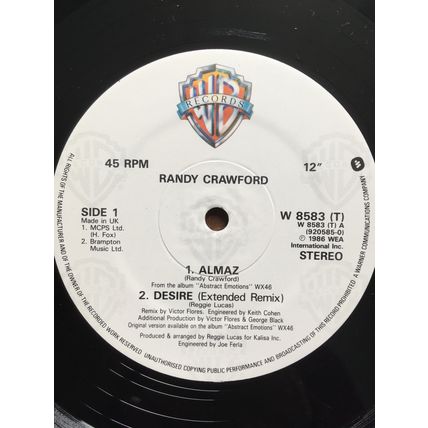 WB
RECORDS
45 RPM
12"
RANDY CRAWFORD
SIDE 1
Made in UK
1. MCPS Ltd.
(H. Fox)
2. Brampton
Music Ltd.
W 8583 (T)
W 8583 (T) A
(920585-0)
℗ 1986 WEA
International Inc.
STEREO
1. ALMAZ
(Randy Crawford)
From the album "Abstract Emotions" WX46
2. DESIRE (Extended Remix)
(Reggie Lucas)
Remix by Victor Flores. Engineered by Keith Cohen
Additional Production by Victor Flores & George Black
Original version available on the album "Abstract Emotions" WX46
Produced & arranged by Reggie Lucas for Kalisa Inc.
Engineered by Joe Ferla
ALL RIGHTS OF THE MANUFACTURER AND OF THE OWNER OF THE RECORDED WORK RESERVED UNAUTHORISED COPYING PUBLIC PERFORMANCE AND BROADCASTING OF THIS RECORD PROHIBITED A WARNER COMMUNICATIONS COMPANY